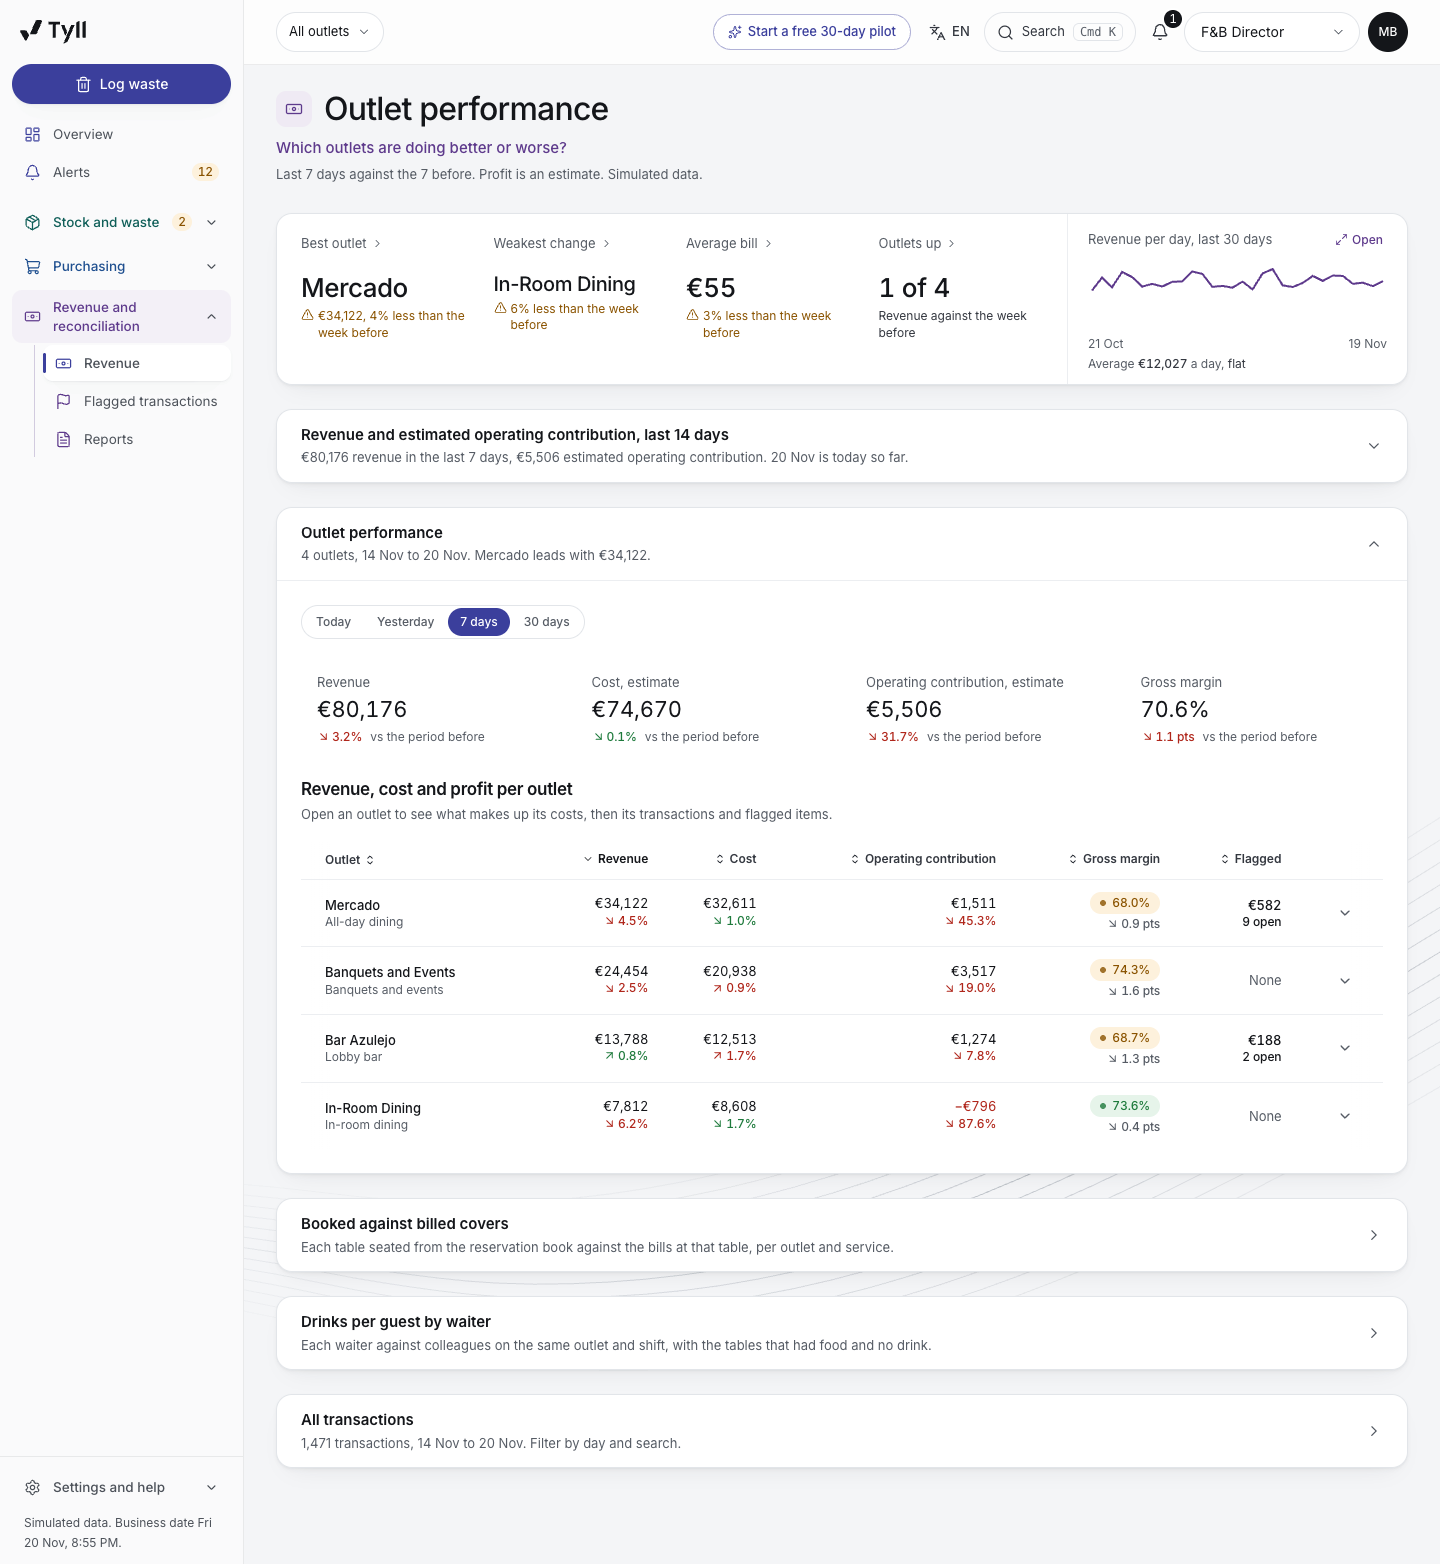 Tyll
Log waste
Overview
Alerts 12
Stock and waste 2
Purchasing
Revenue and
reconciliation
Revenue
Flagged transactions
Reports
Settings and help
Simulated data. Business date Fri
20 Nov, 8:55 PM.
All outlets
Start a free 30-day pilot
EN
Search Cmd K
1
F&B Director
MB
Outlet performance
Which outlets are doing better or worse?
Last 7 days against the 7 before. Profit is an estimate. Simulated data.
Best outlet
Mercado
€34,122, 4% less than the
week before
Weakest change
In-Room Dining
6% less than the week
before
Average bill
€55
3% less than the week
before
Outlets up
1 of 4
Revenue against the week
before
Revenue per day, last 30 days Open
21 Oct 19 Nov
Average €12,027 a day, flat
Revenue and estimated operating contribution, last 14 days
€80,176 revenue in the last 7 days, €5,506 estimated operating contribution. 20 Nov is today so far.
Outlet performance
4 outlets, 14 Nov to 20 Nov. Mercado leads with €34,122.
Today Yesterday 7 days 30 days
Revenue
€80,176
3.2% vs the period before
Cost, estimate
€74,670
0.1% vs the period before
Operating contribution, estimate
€5,506
31.7% vs the period before
Gross margin
70.6%
1.1 pts vs the period before
Revenue, cost and profit per outlet
Open an outlet to see what makes up its costs, then its transactions and flagged items.
Outlet Revenue Cost Operating contribution Gross margin Flagged
Mercado €34,122 €32,611 €1,511 68.0% €582
All-day dining 4.5% 1.0% 45.3% 0.9 pts 9 open
Banquets and Events €24,454 €20,938 €3,517 74.3% None
Banquets and events 2.5% 0.9% 19.0% 1.6 pts
Bar Azulejo €13,788 €12,513 €1,274 68.7% €188
Lobby bar 0.8% 1.7% 7.8% 1.3 pts 2 open
In-Room Dining €7,812 €8,608 −€796 73.6% None
In-room dining 6.2% 1.7% 87.6% 0.4 pts
Booked against billed covers
Each table seated from the reservation book against the bills at that table, per outlet and service.
Drinks per guest by waiter
Each waiter against colleagues on the same outlet and shift, with the tables that had food and no drink.
All transactions
1,471 transactions, 14 Nov to 20 Nov. Filter by day and search.